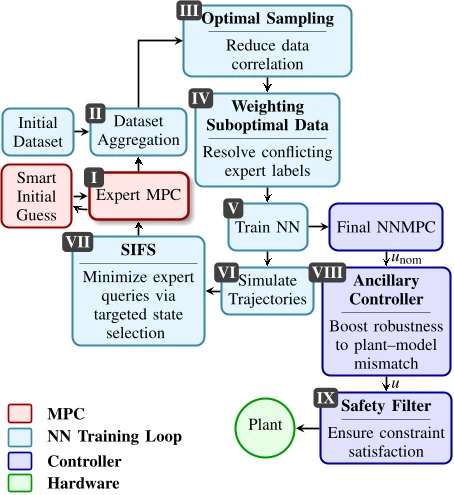 III
Optimal Sampling
Reduce data
correlation
IV
Weighting
Suboptimal Data
Resolve conflicting
expert labels
Initial
Dataset
II
Dataset
Aggregation
Smart
Initial
Guess
I
Expert MPC
V
Train NN
Final NNMPC
u_nom
VII
SIFS
Minimize expert
queries via
targeted state
selection
VI
Simulate
Trajectories
VIII
Ancillary
Controller
Boost robustness
to plant–model
mismatch
u
IX
Safety Filter
Ensure constraint
satisfaction
Plant
MPC
NN Training Loop
Controller
Hardware